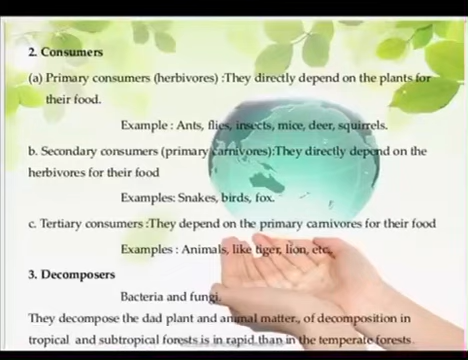 2. Consumers
(a) Primary consumers (herbivores) :They directly depend on the plants for
their food.
Example : Ants, flies, insects, mice, deer, squirrels.
b. Secondary consumers (primary carnivores):They directly depend on the
herbivores for their food
Examples: Snakes, birds, fox.
c. Tertiary consumers :They depend on the primary carnivores for their food
Examples : Animals, like tiger, lion, etc,
3. Decomposers
Bacteria and fungi.
They decompose the dad plant and animal matter., of decomposition in
tropical and subtropical forests is in rapid than in the temperate forests.